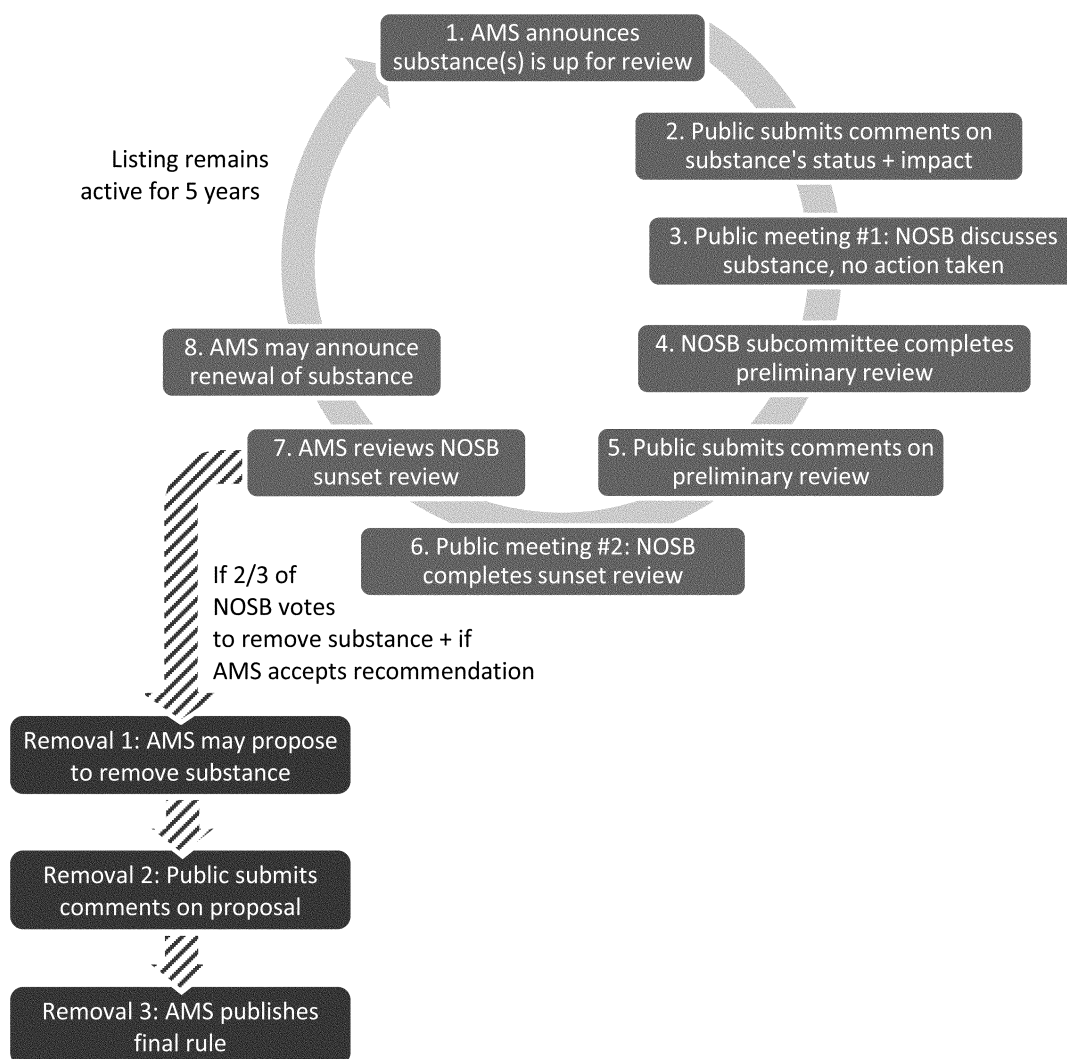 1. AMS announces
substance(s) is up for review
2. Public submits comments on
substance's status + impact
3. Public meeting #1: NOSB discusses
substance, no action taken
4. NOSB subcommittee completes
preliminary review
5. Public submits comments on
preliminary review
6. Public meeting #2: NOSB
completes sunset review
7. AMS reviews NOSB
sunset review
8. AMS may announce
renewal of substance
Listing remains
active for 5 years
If 2/3 of
NOSB votes
to remove substance + if
AMS accepts recommendation
Removal 1: AMS may propose
to remove substance
Removal 2: Public submits
comments on proposal
Removal 3: AMS publishes
final rule